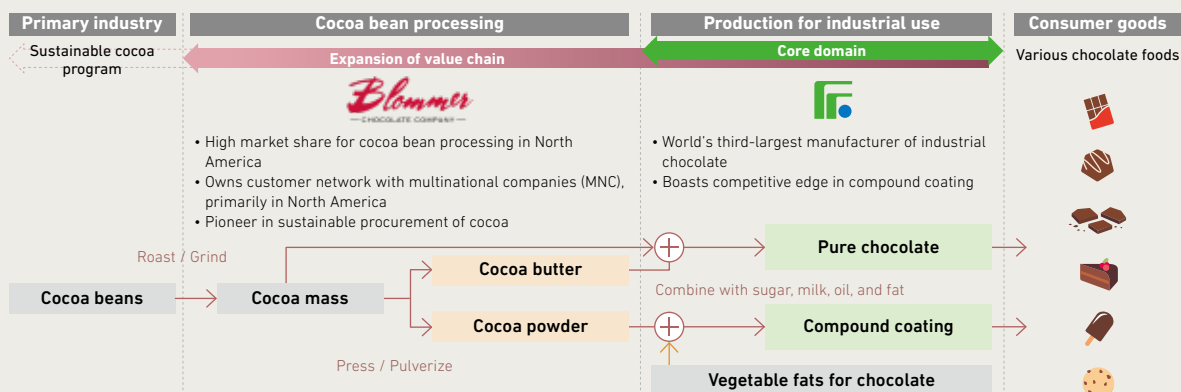 Primary industry
Cocoa bean processing
Production for industrial use
Consumer goods
Sustainable cocoa
program
Expansion of value chain
Core domain
Various chocolate foods
Blommer
CHOCOLATE COMPANY
• High market share for cocoa bean processing in North
America
• Owns customer network with multinational companies (MNC),
primarily in North America
• Pioneer in sustainable procurement of cocoa
• World's third-largest manufacturer of industrial
chocolate
• Boasts competitive edge in compound coating
Roast / Grind
Pure chocolate
Cocoa butter
Cocoa beans
Cocoa mass
Combine with sugar, milk, oil, and fat
Cocoa powder
Compound coating
Press / Pulverize
Vegetable fats for chocolate